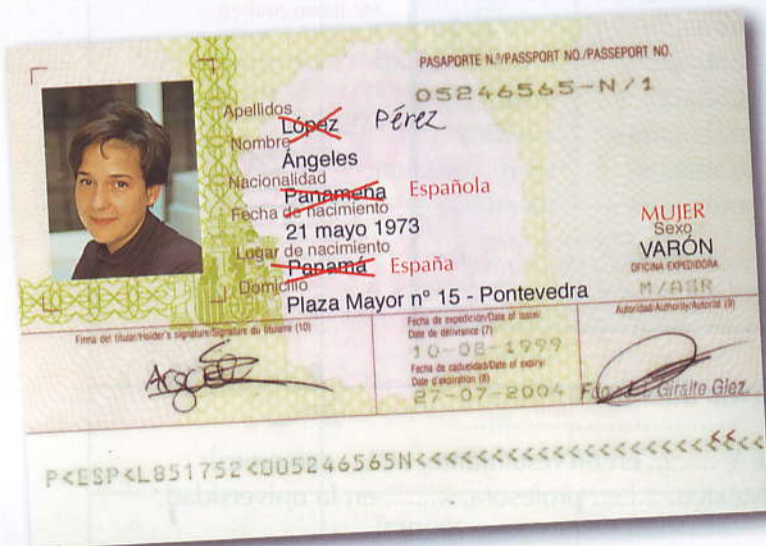 PASAPORTE N.º/PASSPORT NO./PASSEPORT NO.
05246565-N/1
Apellidos
López Pérez
Nombre
Ángeles
Nacionalidad
Panameña Española
Fecha de nacimiento
21 mayo 1973
Lugar de nacimiento
Panamá España
Domicilio
Plaza Mayor nº 15 - Pontevedra
MUJER
Sexo
VARÓN
OFICINA EXPEDIDORA
M/ASR
Firma del titular/Holder's signature/Signature du titulaire (10)
Fecha de expedición/Date of issue/
Date de délivrance (7)
10-08-1999
Fecha de caducidad/Date of expiry/
Date d'expiration (8)
27-07-2004
Autoridad/Authority/Autorité (9)
Giralte Glez
P<ESP<L851752<005246565N<<<<<<<<<<<<<<<<<<<<<<<